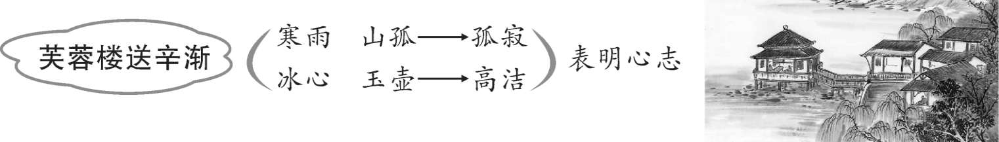 芙蓉楼送辛渐
寒雨 山孤→孤寂
冰心 玉壶→高洁
表明心志